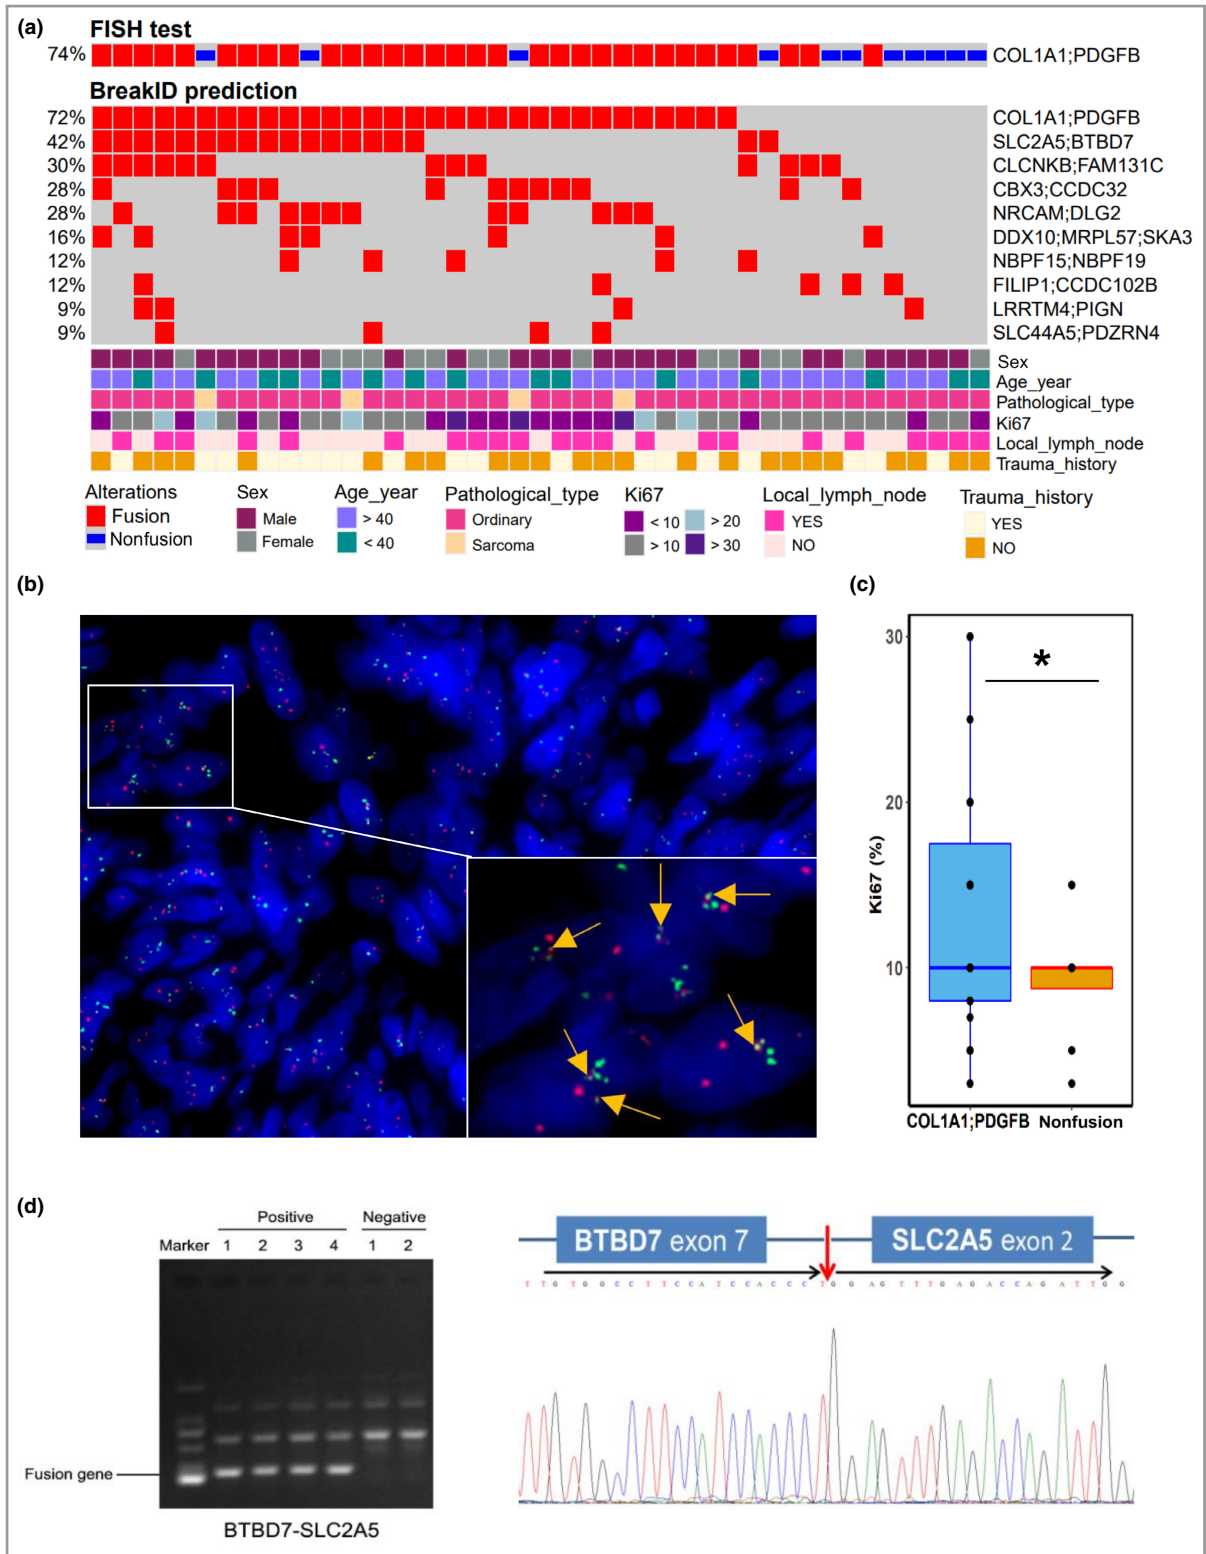 (a)
FISH test
74%
COL1A1;PDGFB
BreakID prediction
72%
COL1A1;PDGFB
42%
SLC2A5;BTBD7
30%
CLCNKB;FAM131C
28%
CBX3;CCDC32
28%
NRCAM;DLG2
16%
DDX10;MRPL57;SKA3
12%
NBPF15;NBPF19
12%
FILIP1;CCDC102B
9%
LRRTM4;PIGN
9%
SLC44A5;PDZRN4
Sex
Age_year
Pathological_type
Ki67
Local_lymph_node
Trauma_history
Alterations
Fusion
Nonfusion
Sex
Male
Female
Age_year
> 40
< 40
Pathological_type
Ordinary
Sarcoma
Ki67
< 10
> 20
> 10
> 30
Local_lymph_node
YES
NO
Trauma_history
YES
NO
(b)
(c)
30
20
10
Ki67 (%)
*
COL1A1;PDGFB
Nonfusion
(d)
Positive
Negative
Marker 1 2 3 4 1 2
Fusion gene
BTBD7-SLC2A5
BTBD7 exon 7
SLC2A5 exon 2
T T G T G G C C T T C C A T C C A C C C T G G A G T T T G A G A C C A G A T T G G